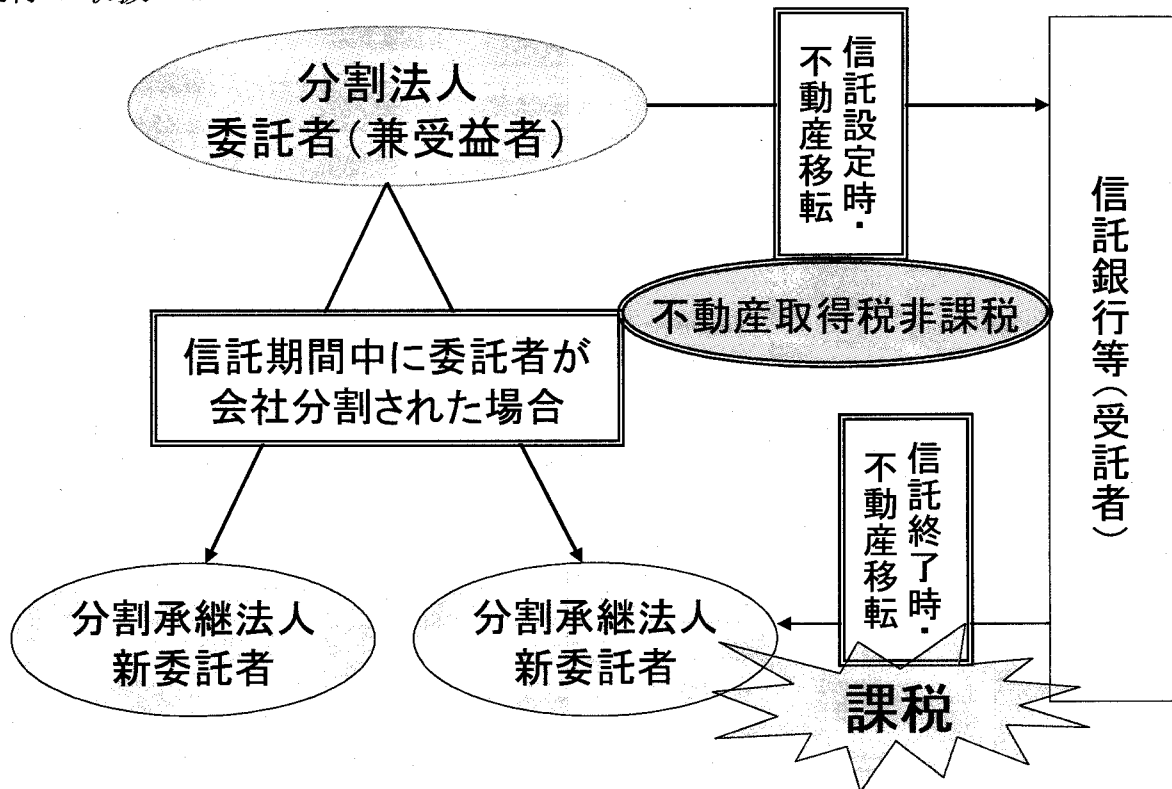 分割法人
委託者(兼受益者)
信託設定時・
不動産移転
不動産取得税非課税
信託銀行等(受託者)
信託期間中に委託者が
会社分割された場合
信託終了時・
不動産移転
分割承継法人
新委託者
分割承継法人
新委託者
課税